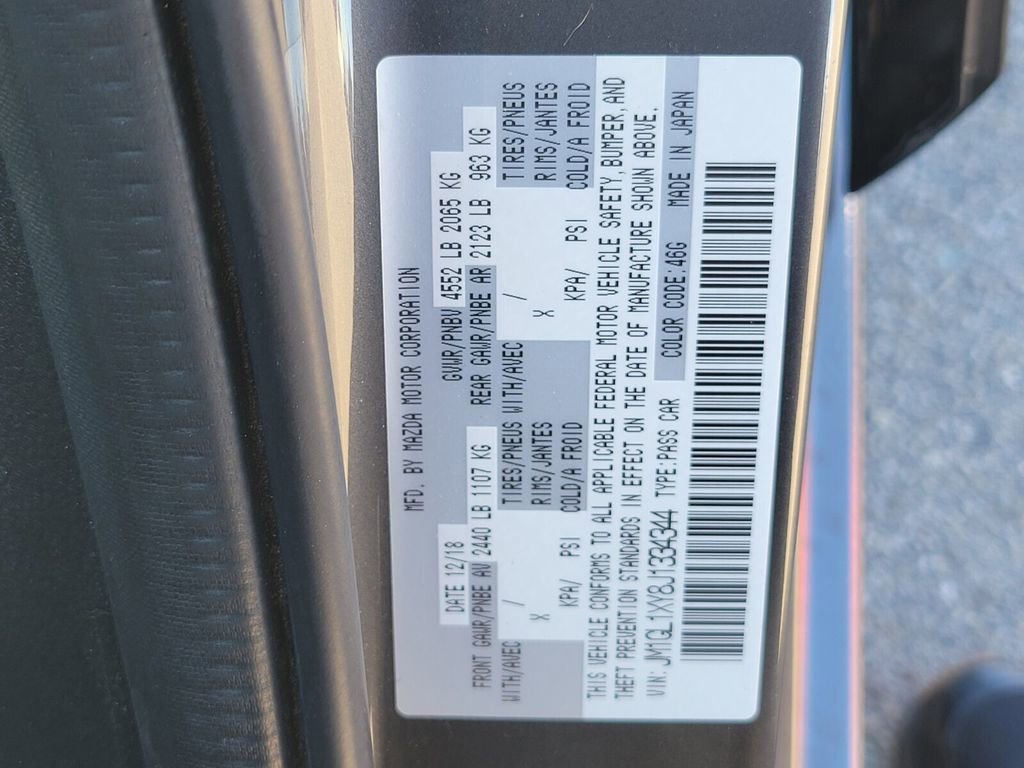 MFD. BY MAZDA MOTOR CORPORATION
DATE 12/18 GVWR/PNBV 4552 LB 2065 KG
FRONT GAWR/PNBE AV 2440 LB 1107 KG REAR GAWR/PNBE AR 2123 LB 963 KG
WITH/AVEC X / TIRES/PNEUS WITH/AVEC X / TIRES/PNEUS
RIMS/JANTES RIMS/JANTES
KPA/ PSI COLD/A FROID KPA/ PSI COLD/A FROID
THIS VEHICLE CONFORMS TO ALL APPLICABLE FEDERAL MOTOR VEHICLE SAFETY,BUMPER,AND
THEFT PREVENTION STANDARDS IN EFFECT ON THE DATE OF MANUFACTURE SHOWN ABOVE.
VIN:JM1GL1XY8J1334344 TYPE:PASS CAR COLOR CODE:46G MADE IN JAPAN